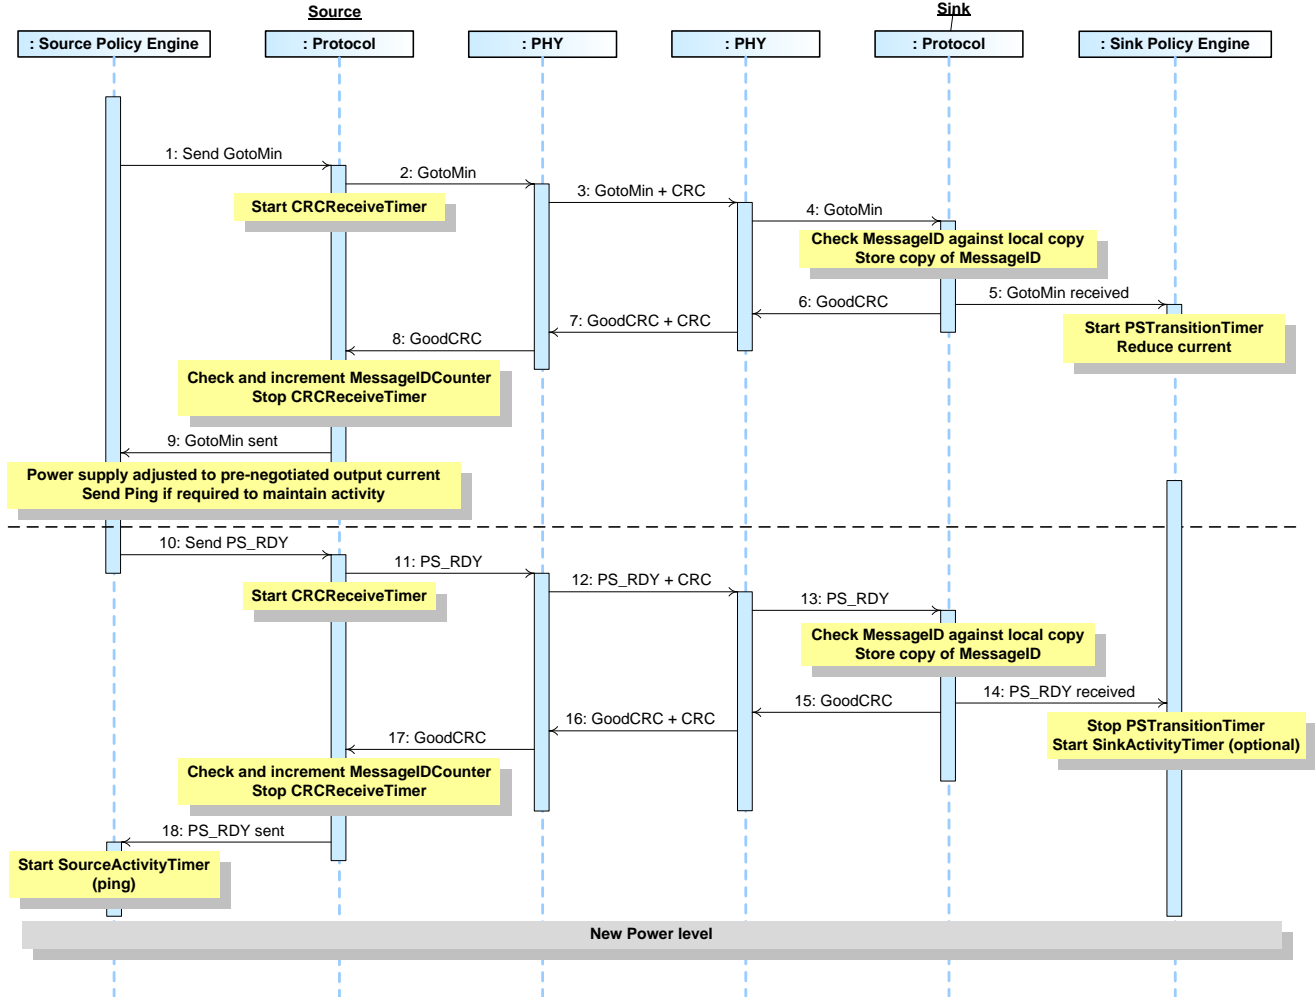 Source
Sink
: Source Policy Engine
: Protocol
: PHY
: PHY
: Protocol
: Sink Policy Engine
1: Send GotoMin
2: GotoMin
Start CRCReceiveTimer
3: GotoMin + CRC
4: GotoMin
Check MessageID against local copy
Store copy of MessageID
5: GotoMin received
6: GoodCRC
Start PSTransitionTimer
Reduce current
7: GoodCRC + CRC
8: GoodCRC
Check and increment MessageIDCounter
Stop CRCReceiveTimer
9: GotoMin sent
Power supply adjusted to pre-negotiated output current
Send Ping if required to maintain activity
10: Send PS_RDY
11: PS_RDY
Start CRCReceiveTimer
12: PS_RDY + CRC
13: PS_RDY
Check MessageID against local copy
Store copy of MessageID
14: PS_RDY received
15: GoodCRC
Stop PSTransitionTimer
Start SinkActivityTimer (optional)
16: GoodCRC + CRC
17: GoodCRC
Check and increment MessageIDCounter
Stop CRCReceiveTimer
18: PS_RDY sent
Start SourceActivityTimer
(ping)
New Power level